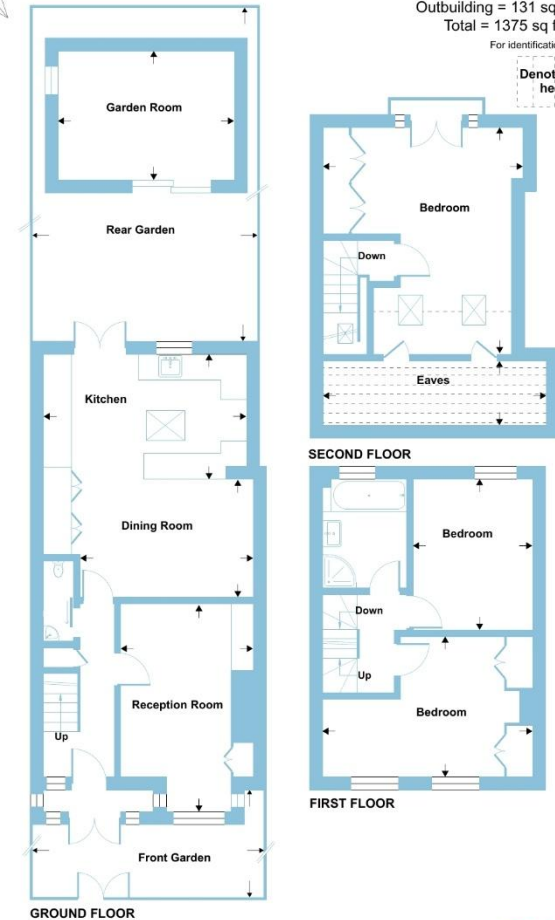 Outbuilding = 131 sq
Total = 1375 sq f
For identificati
Denot
he
Garden Room
Rear Garden
Kitchen
Dining Room
Reception Room
Up
Front Garden
GROUND FLOOR
Bedroom
Down
Eaves
SECOND FLOOR
Bedroom
Down
Up
Bedroom
FIRST FLOOR